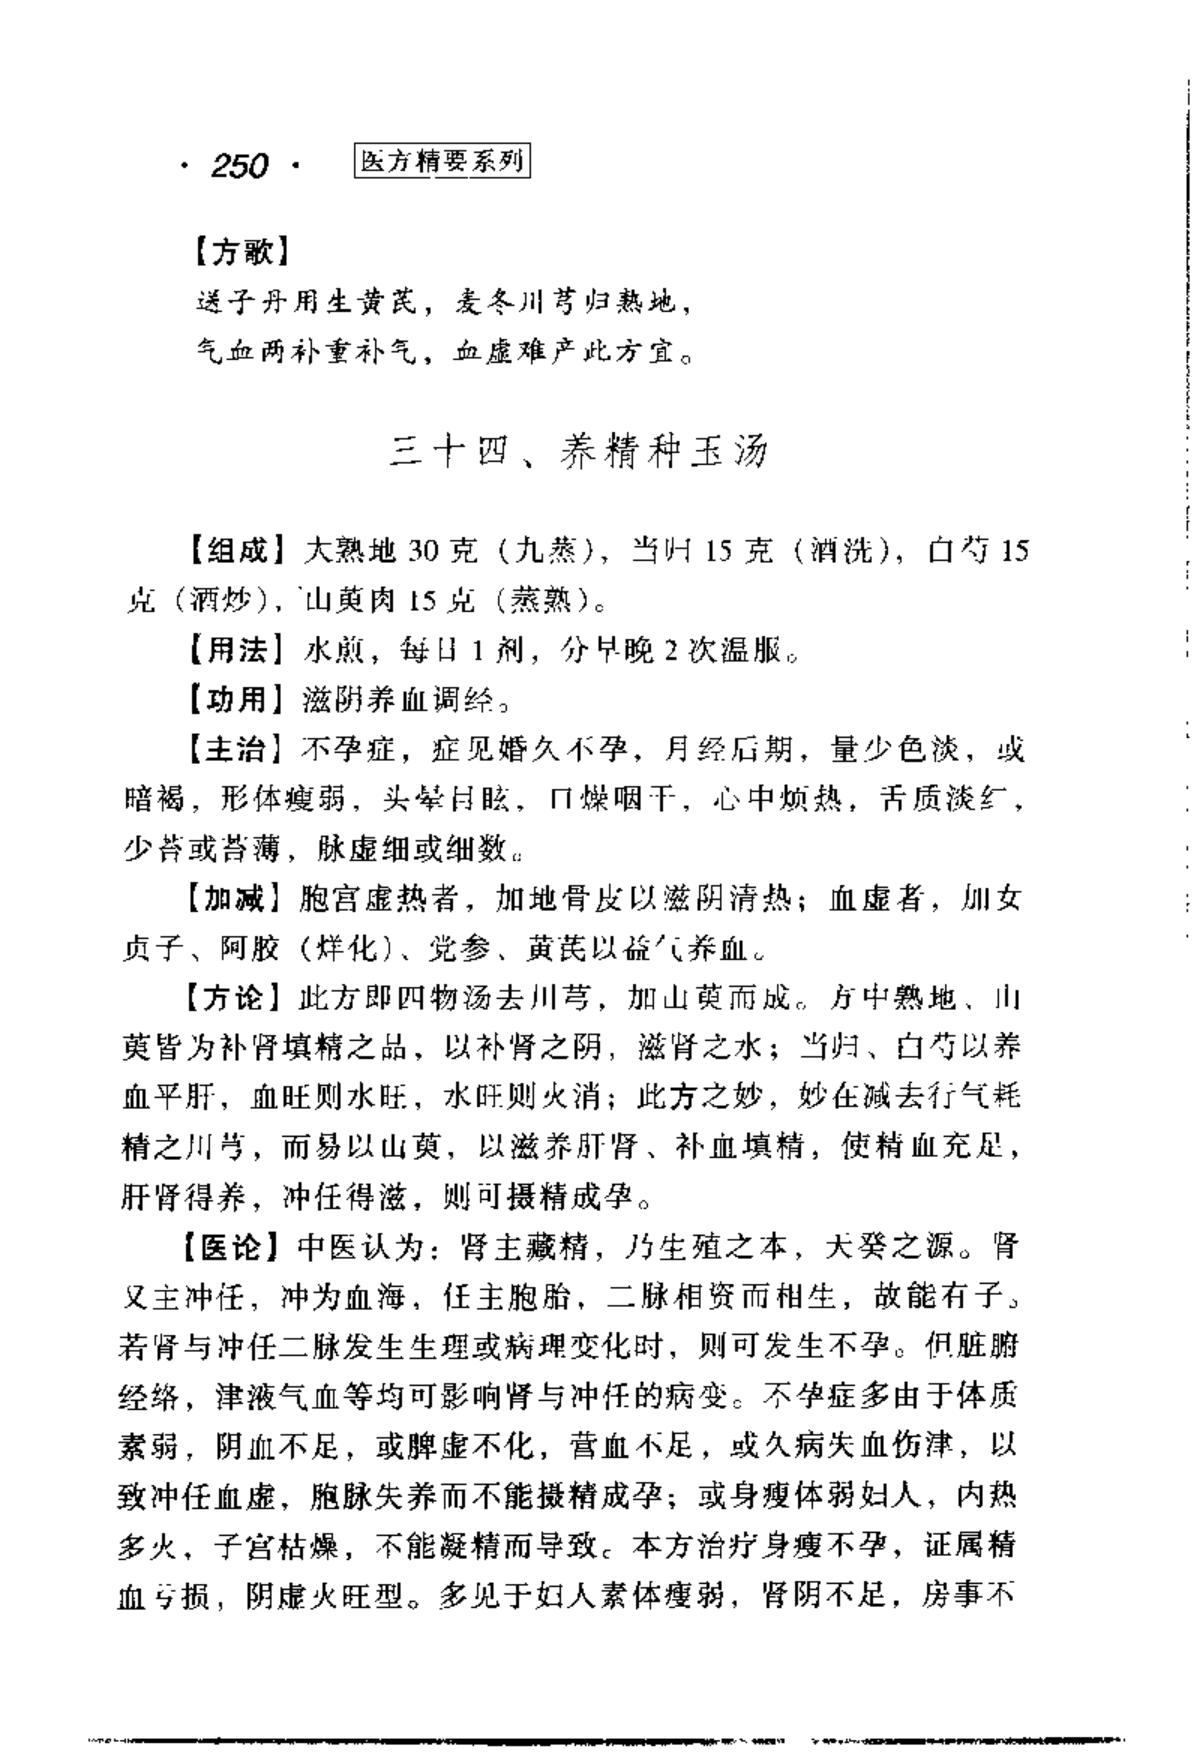 · 250 · 医方精要系列
【方歌】
送子丹用生黄芪，麦冬川芎归熟地，
气血两补重补气，血虚难产此方宜。
三十四、养精种玉汤
【组成】大熟地 30 克（九蒸），当归 15 克（酒洗），白芍 15
克（酒炒），山萸肉 15 克（蒸熟）。
【用法】水煎，每日 1 剂，分早晚 2 次温服。
【功用】滋阴养血调经。
【主治】不孕症，症见婚久不孕，月经后期，量少色淡，或
暗褐，形体瘦弱，头晕目眩，口燥咽干，心中烦热，舌质淡红，
少苔或苔薄，脉虚细或细数。
【加减】胞宫虚热者，加地骨皮以滋阴清热；血虚者，加女
贞子、阿胶（烊化）、党参、黄芪以益气养血。
【方论】此方即四物汤去川芎，加山萸而成。方中熟地、山
萸皆为补肾填精之品，以补肾之阴，滋肾之水；当归、白芍以养
血平肝，血旺则水旺，水旺则火消；此方之妙，妙在减去行气耗
精之川芎，而易以山萸，以滋养肝肾、补血填精，使精血充足，
肝肾得养，冲任得滋，则可摄精成孕。
【医论】中医认为：肾主藏精，乃生殖之本，天癸之源。肾
又主冲任，冲为血海，任主胞胎，二脉相资而相生，故能有子。
若肾与冲任二脉发生生理或病理变化时，则可发生不孕。但脏腑
经络，津液气血等均可影响肾与冲任的病变。不孕症多由于体质
素弱，阴血不足，或脾虚不化，营血不足，或久病失血伤津，以
致冲任血虚，胞脉失养而不能摄精成孕；或身瘦体弱妇人，内热
多火，子宫枯燥，不能凝精而导致。本方治疗身瘦不孕，证属精
血亏损，阴虚火旺型。多见于妇人素体瘦弱，肾阴不足，房事不